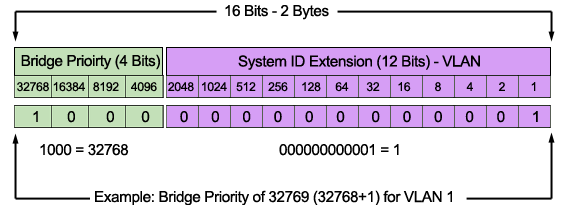 16 Bits - 2 Bytes
Bridge Prioirty (4 Bits) System ID Extension (12 Bits) - VLAN
32768 16384 8192 4096 2048 1024 512 256 128 64 32 16 8 4 2 1
1 0 0 0 0 0 0 0 0 0 0 0 0 0 0 1
1000 = 32768 000000000001 = 1
Example: Bridge Priority of 32769 (32768+1) for VLAN 1